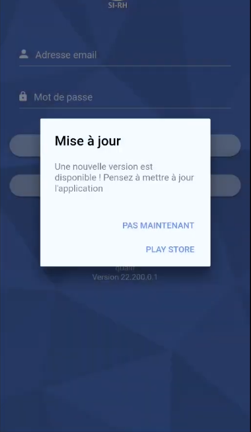 SI-RH
Adresse email
Mot de passe
Mise à jour
Une nouvelle version est
disponible ! Pensez à mettre à jour
l'application
PAS MAINTENANT
PLAY STORE
Version 22.200.0.1